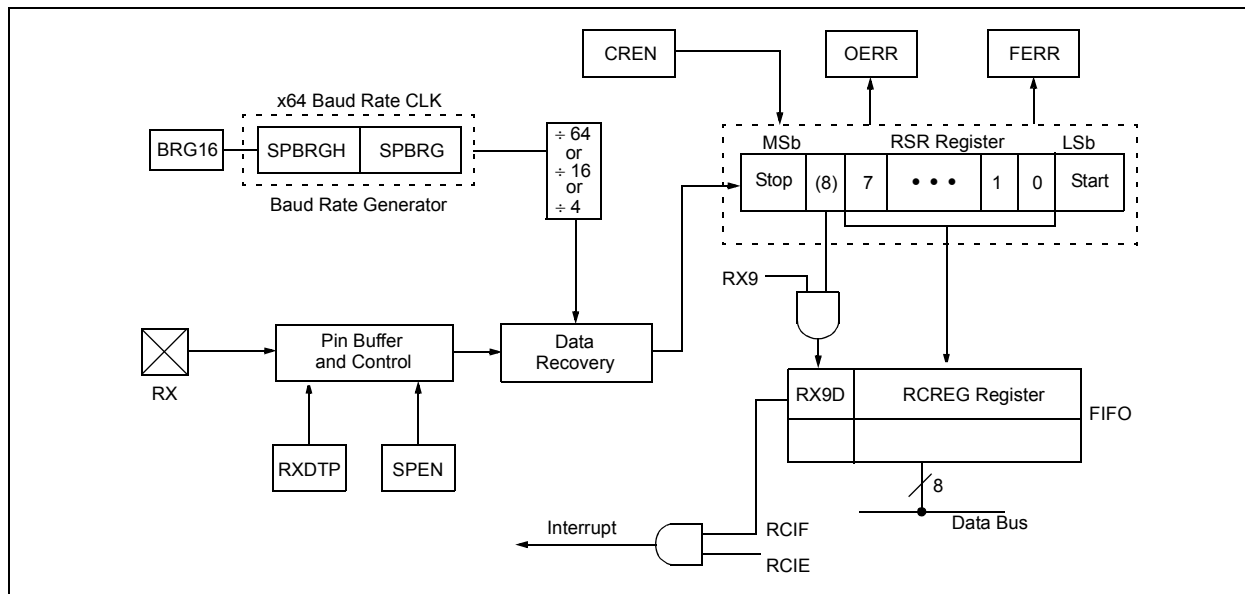 CREN
OERR
FERR
x64 Baud Rate CLK
BRG16
SPBRGH
SPBRG
Baud Rate Generator
÷ 64
or
÷ 16
or
÷ 4
MSb
RSR Register
LSb
Stop
(8)
7
• • •
1
0
Start
RX9
RX
Pin Buffer
and Control
Data
Recovery
RXDTP
SPEN
RX9D
RCREG Register
FIFO
8
Data Bus
Interrupt
RCIF
RCIE